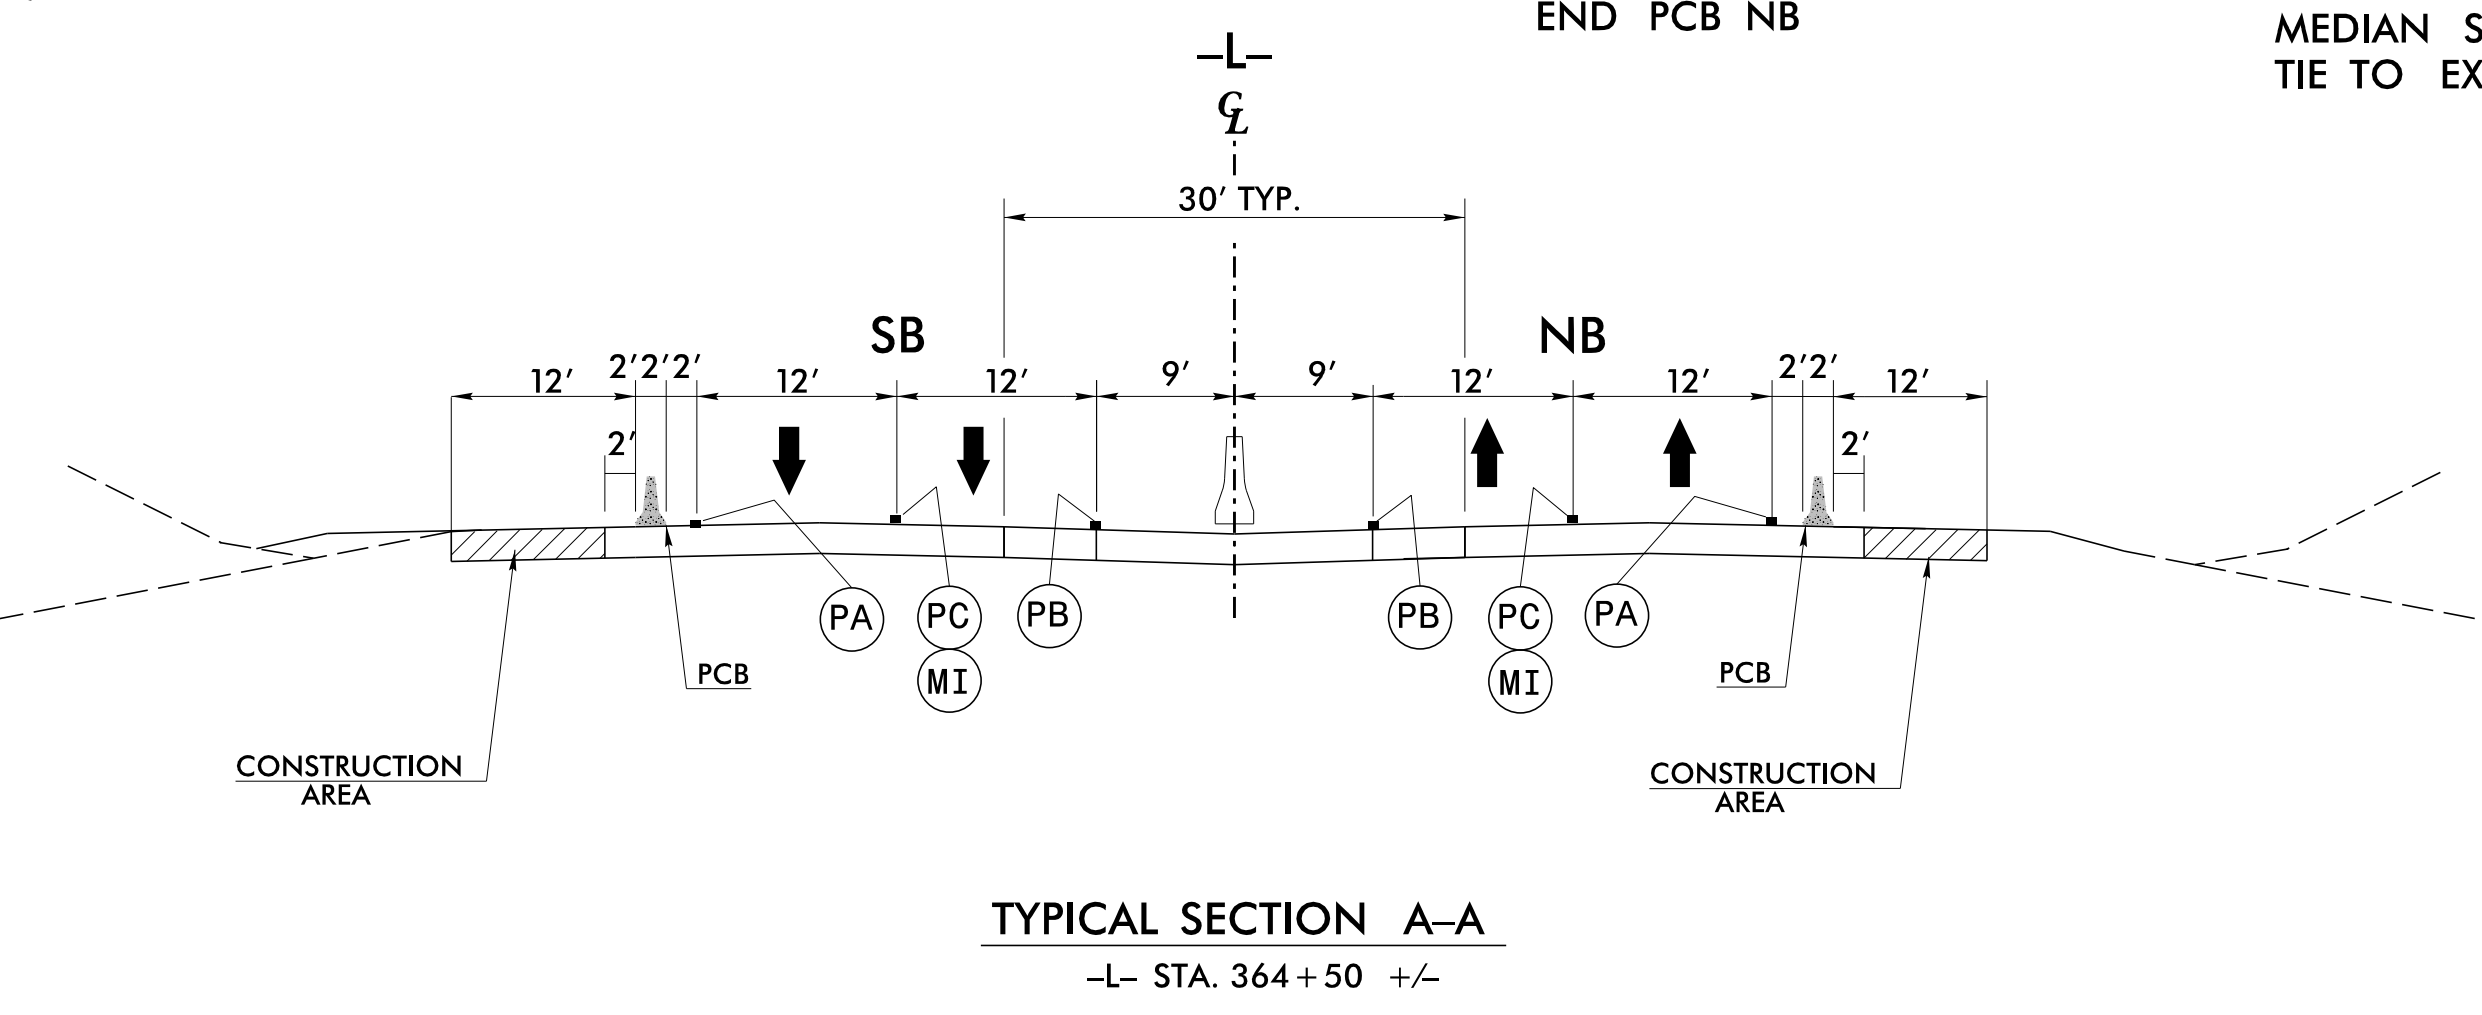 END PCB NB
MEDIAN S
TIE TO EX
–L–
℄
30' TYP.
SB
NB
12' 2' 2' 2' 12' 12' 9' 9' 12' 12' 2' 2' 12'
2' 2'
PA PC PB PB PC PA
MI MI
PCB PCB
CONSTRUCTION
AREA
CONSTRUCTION
AREA
TYPICAL SECTION A–A
–L– STA. 364+50 +/–